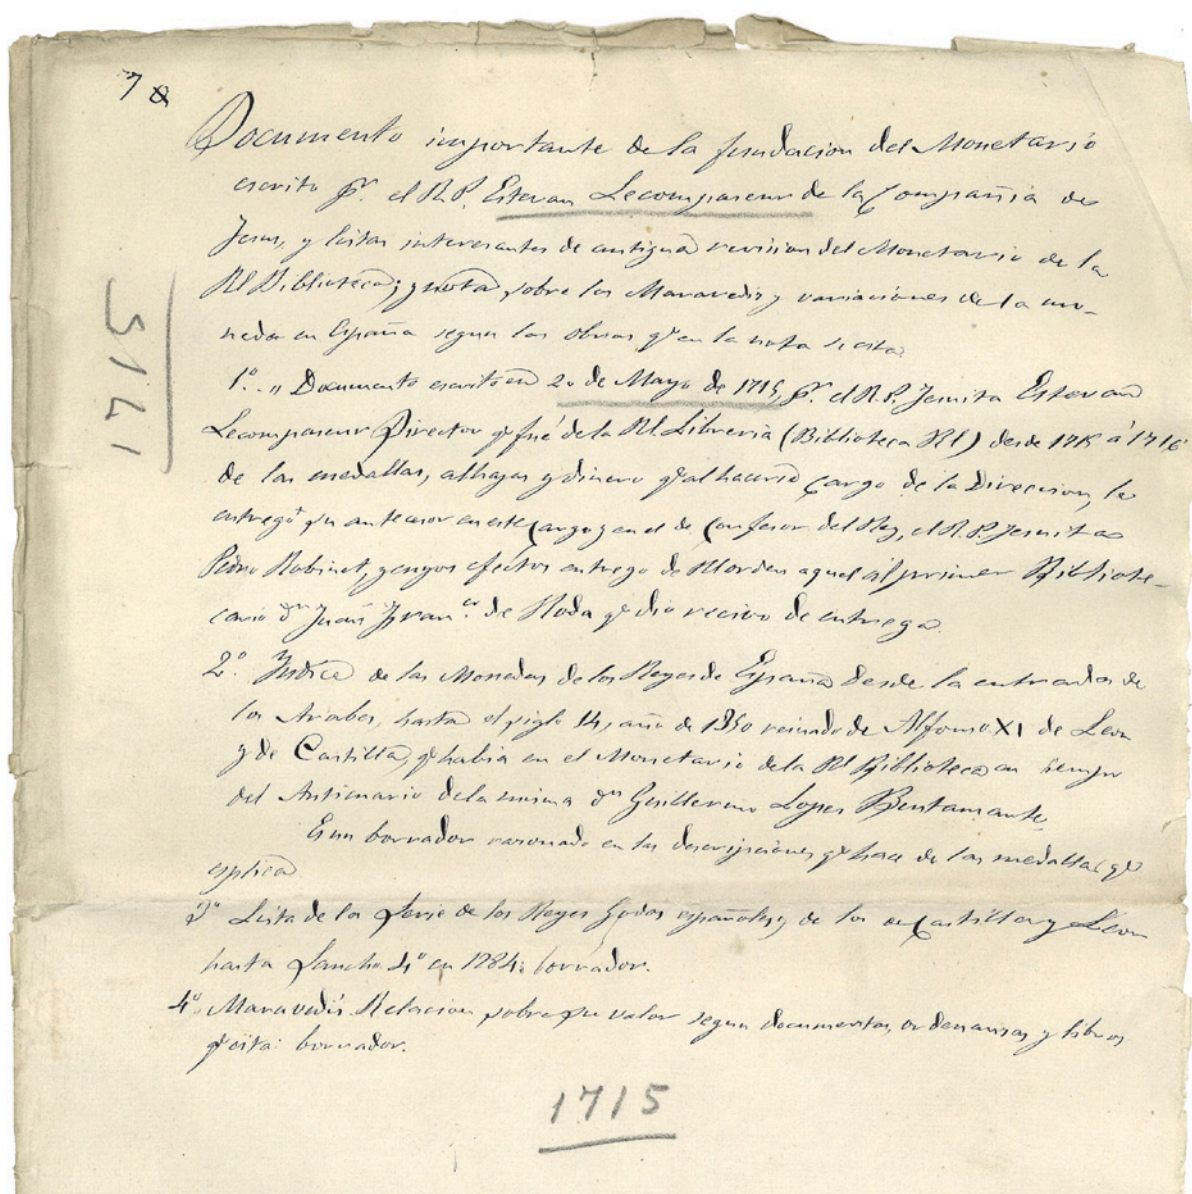 7
Documento importante de la fundacion del Monetario
escrito pr. el R.P. Estevan Lecompaseur de la Compañia de
Jesus, y listas interesantes de antigua revision del Monetario de la
Rl Biblioteca; y nota sobre los Maravedis y variaciones de la mo-
neda en España segun las obras qe en la nota se cita.
1º. „ Documento escrito en 20 de Mayo de 1715, pr. el R.P. Jesuita Estevan
Lecompaseur Director qe fué de la Rl. Libreria (Biblioteca Rl) desde 1715 á 1716
de las medallas, alhajas y dinero qe al hacerse cargo de la Direccion, le
entregó su antecesor en este cargo y en el de Confesor del Rey, el R.P. Jesuita
Pedro Robinet, y cuyos efectos entrego de Rl orden aquel al primer Bibliote-
cario Dn Juan Franco. de Roda qe dio recivo de entrega.
2º. Yndice de las Monedas de los Reyes de España desde la entrada de
los Arabes, hasta el siglo 14, año de 1350 reinado de Alfonso XI de Leon
y de Castilla, qe habia en el Monetario de la Rl Biblioteca en tiempo
del Anticuario de la misma Dn Guillermo Lopez Bustamante.
Es un borrador razonado en las descripciones qe hace de las medallas qe
esplica
3º Lista de la Serie de los Reyes Godos españoles, y de los de Castilla y Leon
hasta Sancho 4º en 1284: borrador.
4º. Maravedis. Relacion sobre su valor segun documentos, ordenanzas y libros
qe cita: borrador.
1715
3141